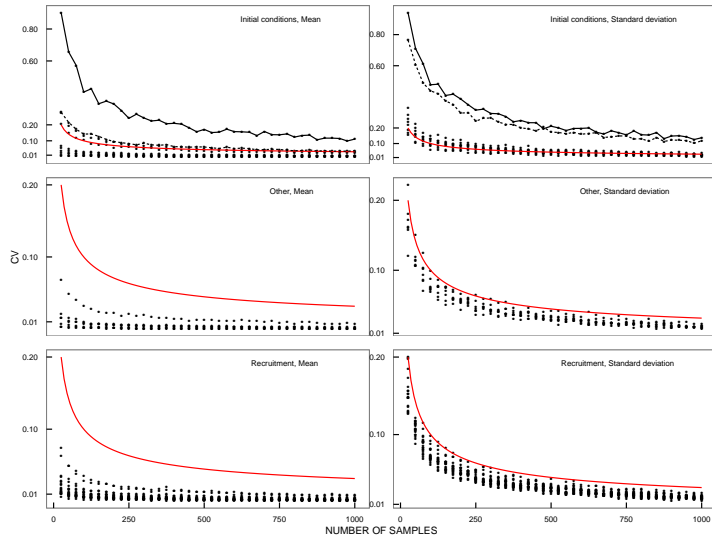 Initial conditions, Mean
0.80
0.60
0.20
0.10
0.01
Initial conditions, Standard deviation
0.80
0.60
0.20
0.10
0.01
Other, Mean
0.20
0.10
0.01
Other, Standard deviation
0.20
0.10
0.01
CV
Recruitment, Mean
0.20
0.10
0.01
Recruitment, Standard deviation
0.20
0.10
0.01
0 250 500 750 1000
0 250 500 750 1000
NUMBER OF SAMPLES